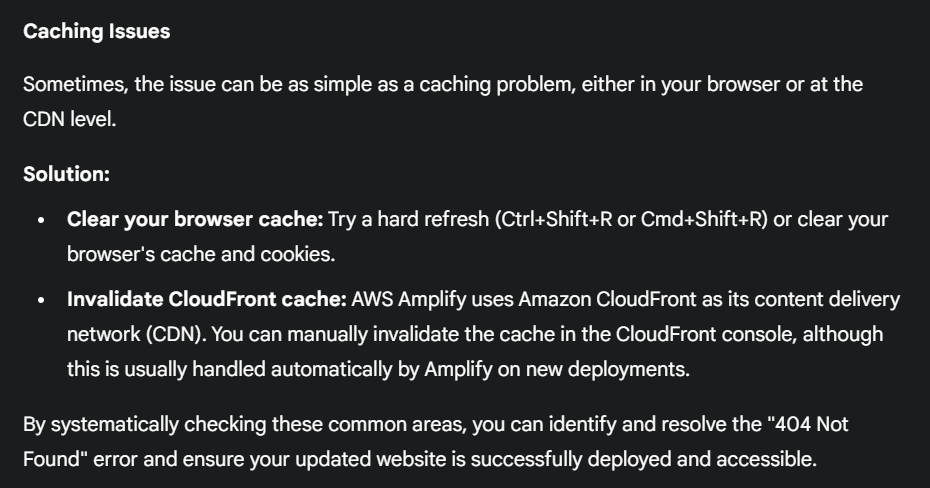 Caching Issues
Sometimes, the issue can be as simple as a caching problem, either in your browser or at the
CDN level.
Solution:
• Clear your browser cache: Try a hard refresh (Ctrl+Shift+R or Cmd+Shift+R) or clear your
browser's cache and cookies.
• Invalidate CloudFront cache: AWS Amplify uses Amazon CloudFront as its content delivery
network (CDN). You can manually invalidate the cache in the CloudFront console, although
this is usually handled automatically by Amplify on new deployments.
By systematically checking these common areas, you can identify and resolve the "404 Not
Found" error and ensure your updated website is successfully deployed and accessible.